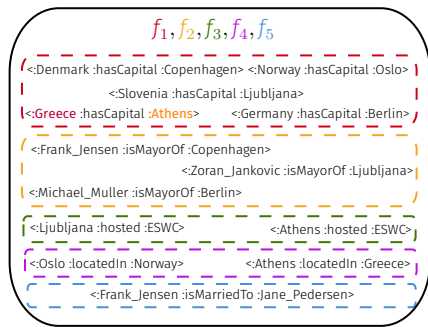 f1,f2,f3,f4,f5
<:Denmark :hasCapital :Copenhagen> <:Norway :hasCapital :Oslo>
<:Slovenia :hasCapital :Ljubljana>
<:Greece :hasCapital :Athens> <:Germany :hasCapital :Berlin>
<:Frank_Jensen :isMayorOf :Copenhagen>
<:Zoran_Jankovic :isMayorOf :Ljubljana>
<:Michael_Muller :isMayorOf :Berlin>
<:Ljubljana :hosted :ESWC> <:Athens :hosted :ESWC>
<:Oslo :locatedIn :Norway> <:Athens :locatedIn :Greece>
<:Frank_Jensen :isMarriedTo :Jane_Pedersen>